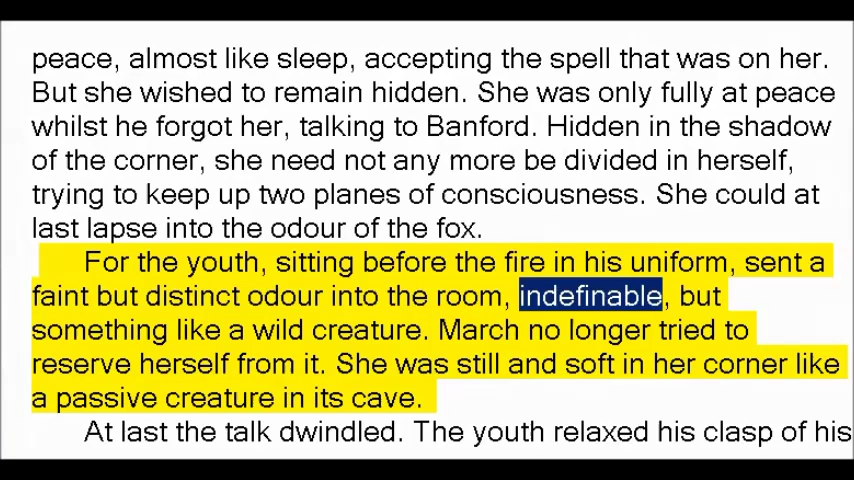 peace, almost like sleep, accepting the spell that was on her.
But she wished to remain hidden. She was only fully at peace
whilst he forgot her, talking to Banford. Hidden in the shadow
of the corner, she need not any more be divided in herself,
trying to keep up two planes of consciousness. She could at
last lapse into the odour of the fox.
For the youth, sitting before the fire in his uniform, sent a
faint but distinct odour into the room, indefinable, but
something like a wild creature. March no longer tried to
reserve herself from it. She was still and soft in her corner like
a passive creature in its cave.
At last the talk dwindled. The youth relaxed his clasp of his